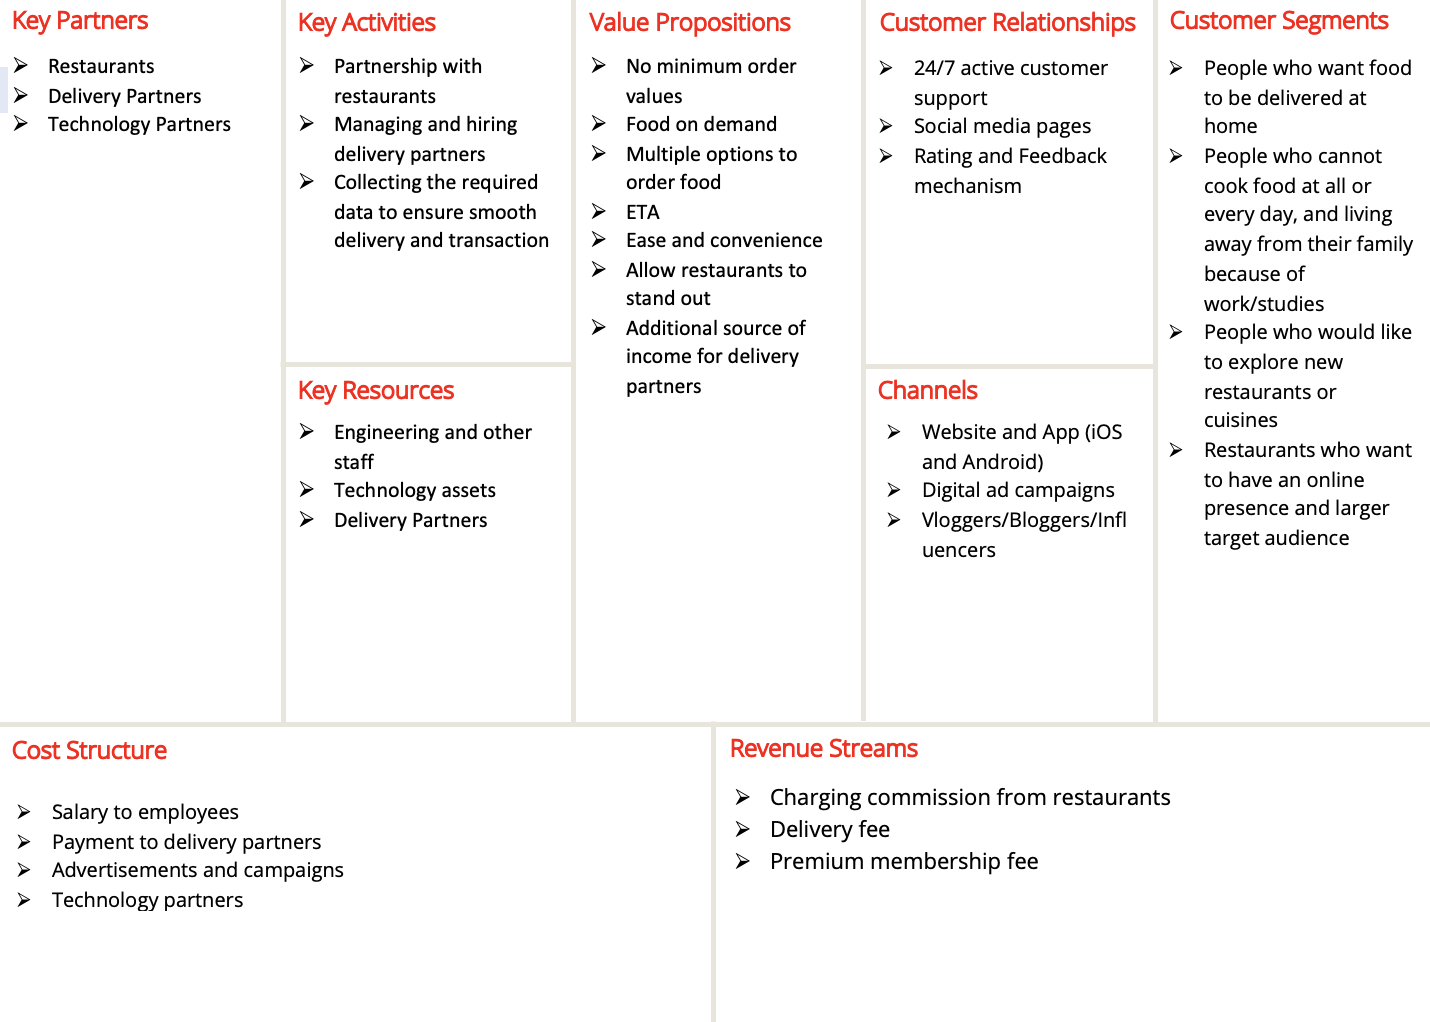 Key Partners
Restaurants
Delivery Partners
Technology Partners
Key Activities
Partnership with
restaurants
Managing and hiring
delivery partners
Collecting the required
data to ensure smooth
delivery and transaction
Key Resources
Engineering and other
staff
Technology assets
Delivery Partners
Value Propositions
No minimum order
values
Food on demand
Multiple options to
order food
ETA
Ease and convenience
Allow restaurants to
stand out
Additional source of
income for delivery
partners
Customer Relationships
24/7 active customer
support
Social media pages
Rating and Feedback
mechanism
Channels
Website and App (iOS
and Android)
Digital ad campaigns
Vloggers/Bloggers/Infl
uencers
Customer Segments
People who want food
to be delivered at
home
People who cannot
cook food at all or
every day, and living
away from their family
because of
work/studies
People who would like
to explore new
restaurants or
cuisines
Restaurants who want
to have an online
presence and larger
target audience
Cost Structure
Salary to employees
Payment to delivery partners
Advertisements and campaigns
Technology partners
Revenue Streams
Charging commission from restaurants
Delivery fee
Premium membership fee